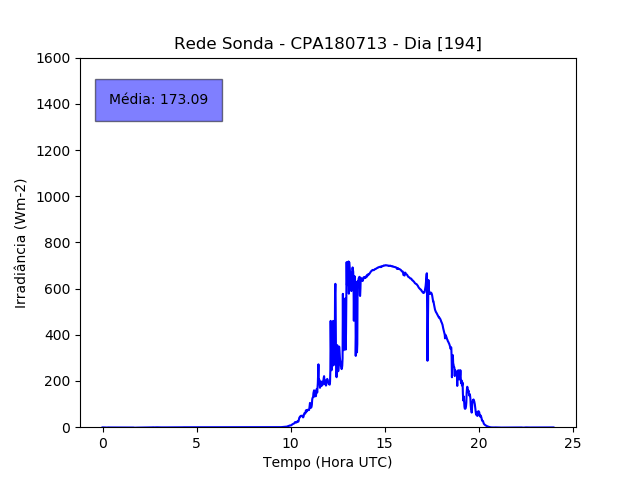 Rede Sonda - CPA180713 - Dia [194]
1600
1400
1200
1000
800
600
400
200
0
Irradiância (Wm-2)
Média: 173.09
0 5 10 15 20 25
Tempo (Hora UTC)